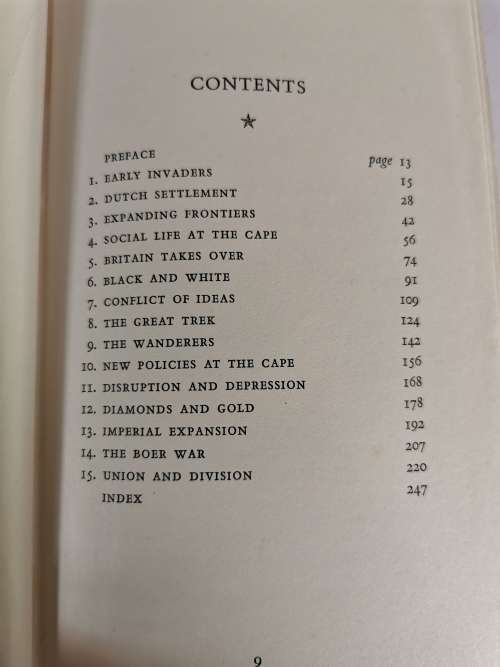 CONTENTS
PREFACE page 13
1. EARLY INVADERS 15
2. DUTCH SETTLEMENT 28
3. EXPANDING FRONTIERS 42
4. SOCIAL LIFE AT THE CAPE 56
5. BRITAIN TAKES OVER 74
6. BLACK AND WHITE 91
7. CONFLICT OF IDEAS 109
8. THE GREAT TREK 124
9. THE WANDERERS 142
10. NEW POLICIES AT THE CAPE 156
11. DISRUPTION AND DEPRESSION 168
12. DIAMONDS AND GOLD 178
13. IMPERIAL EXPANSION 192
14. THE BOER WAR 207
15. UNION AND DIVISION 220
INDEX 247
9